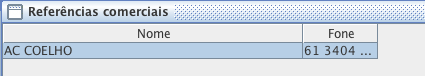 Referências comerciais
Nome Fone
AC COELHO 61 3404 ...